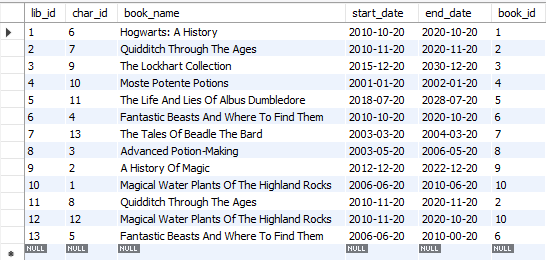 lib_id char_id book_name start_date end_date book_id
1 6 Hogwarts: A History 2010-10-20 2020-10-20 1
2 7 Quidditch Through The Ages 2010-11-20 2020-11-20 2
3 9 The Lockhart Collection 2015-12-20 2030-12-20 3
4 10 Moste Potente Potions 2001-01-20 2002-01-20 4
5 11 The Life And Lies Of Albus Dumbledore 2018-07-20 2028-07-20 5
6 4 Fantastic Beasts And Where To Find Them 2010-10-20 2020-10-20 6
7 13 The Tales Of Beadle The Bard 2003-03-20 2004-03-20 7
8 3 Advanced Potion-Making 2003-05-20 2006-05-20 8
9 2 A History Of Magic 2012-12-20 2022-12-20 9
10 1 Magical Water Plants Of The Highland Rocks 2006-06-20 2010-06-20 10
11 8 Quidditch Through The Ages 2010-11-20 2020-11-20 2
12 12 Magical Water Plants Of The Highland Rocks 2010-11-20 2020-10-20 10
13 5 Fantastic Beasts And Where To Find Them 2006-06-20 2010-00-20 6
NULL NULL NULL NULL NULL NULL